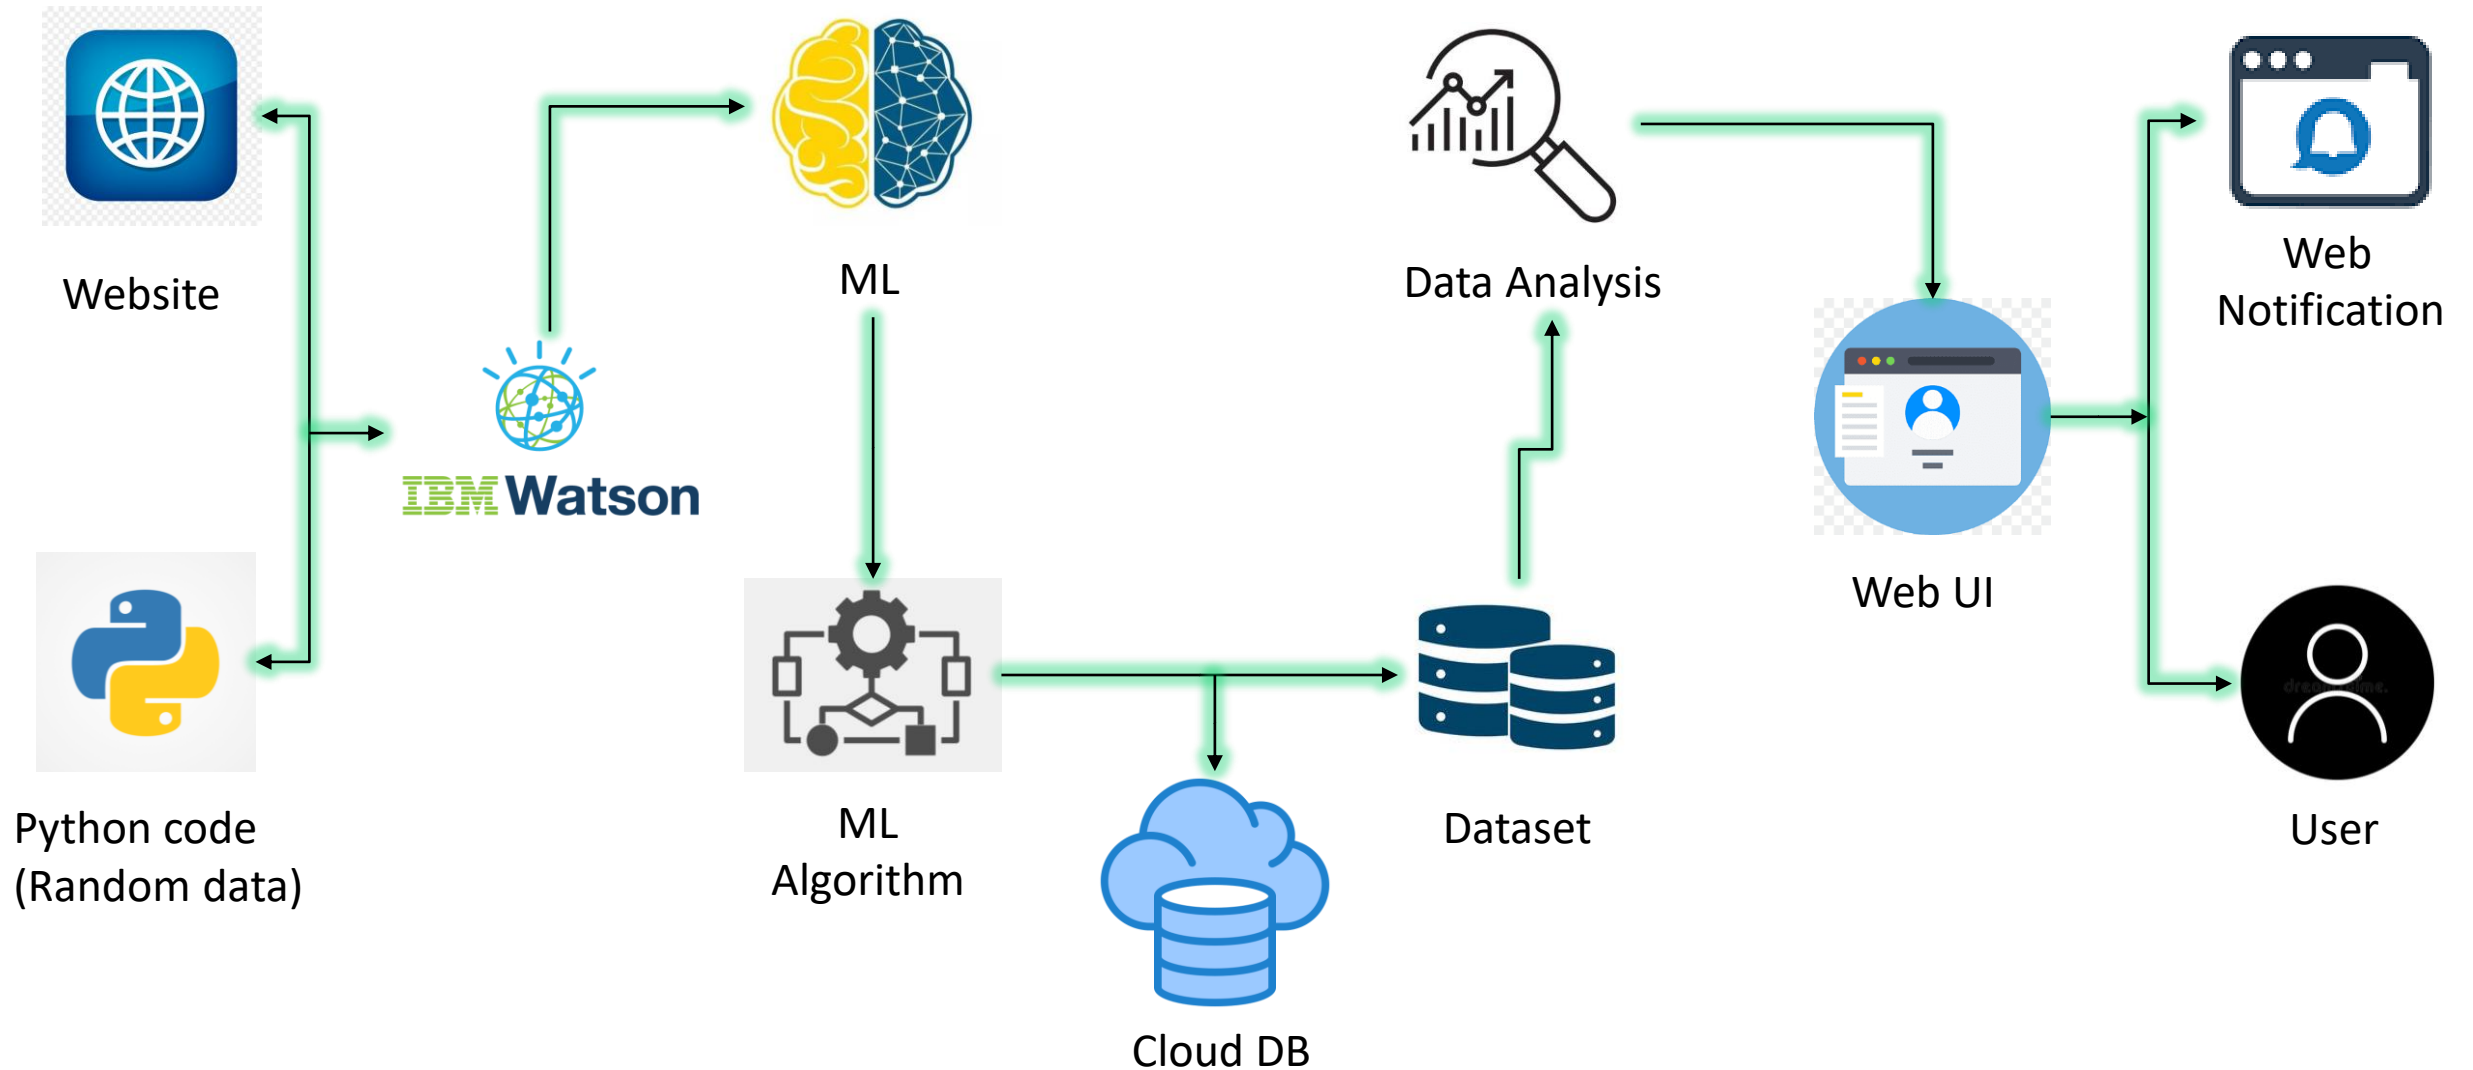 Website
Python code
(Random data)
IBM Watson
ML
ML
Algorithm
Cloud DB
Dataset
Data Analysis
Web UI
Web
Notification
User